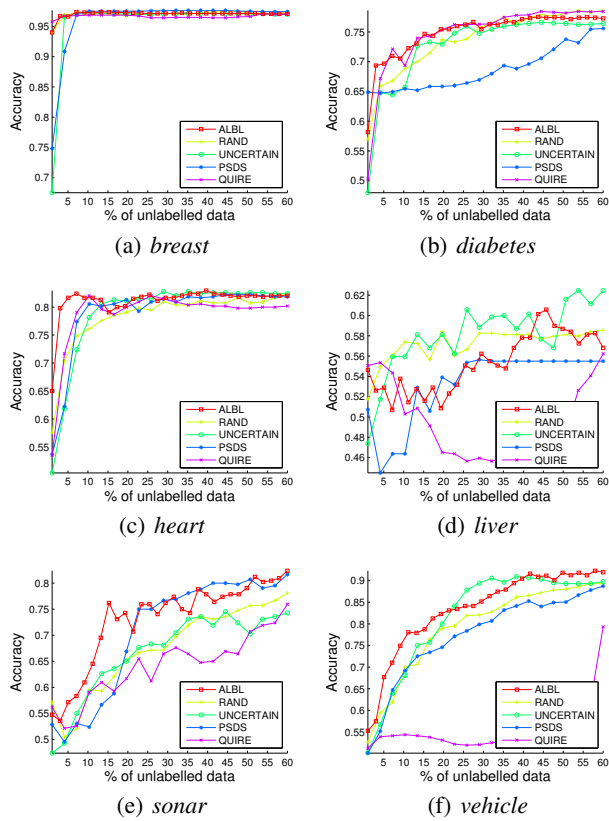 0.95
0.9
0.85
0.8
0.75
0.7
Accuracy
5 10 15 20 25 30 35 40 45 50 55 60
% of unlabelled data
ALBL
RAND
UNCERTAIN
PSDS
QUIRE
(a) breast
0.75
0.7
0.65
0.6
0.55
0.5
Accuracy
5 10 15 20 25 30 35 40 45 50 55 60
% of unlabelled data
ALBL
RAND
UNCERTAIN
PSDS
QUIRE
(b) diabetes
0.8
0.75
0.7
0.65
0.6
0.55
Accuracy
5 10 15 20 25 30 35 40 45 50 55 60
% of unlabelled data
ALBL
RAND
UNCERTAIN
PSDS
QUIRE
(c) heart
0.62
0.6
0.58
0.56
0.54
0.52
0.5
0.48
0.46
Accuracy
5 10 15 20 25 30 35 40 45 50 55 60
% of unlabelled data
ALBL
RAND
UNCERTAIN
PSDS
QUIRE
(d) liver
0.8
0.75
0.7
0.65
0.6
0.55
0.5
Accuracy
5 10 15 20 25 30 35 40 45 50 55 60
% of unlabelled data
ALBL
RAND
UNCERTAIN
PSDS
QUIRE
(e) sonar
0.9
0.85
0.8
0.75
0.7
0.65
0.6
0.55
0.5
Accuracy
5 10 15 20 25 30 35 40 45 50 55 60
% of unlabelled data
ALBL
RAND
UNCERTAIN
PSDS
QUIRE
(f) vehicle